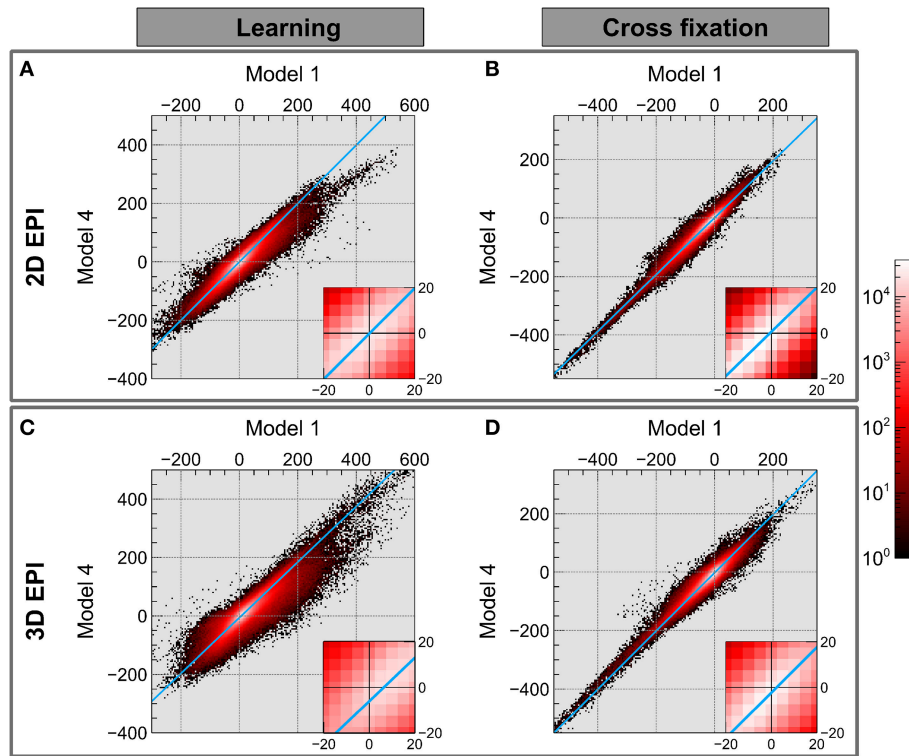 Learning
Cross fixation
A
Model 1
−200 0 200 400 600
400
200
0
−200
−400
Model 4
2D EPI
20
0
−20
−20 0 20
B
Model 1
−400 −200 0 200
200
0
−200
−400
Model 4
20
0
−20
−20 0 20
C
Model 1
−200 0 200 400 600
400
200
0
−200
−400
Model 4
3D EPI
20
0
−20
−20 0 20
D
Model 1
−400 −200 0 200
200
0
−200
−400
Model 4
20
0
−20
−20 0 20
10⁴
10³
10²
10¹
10⁰